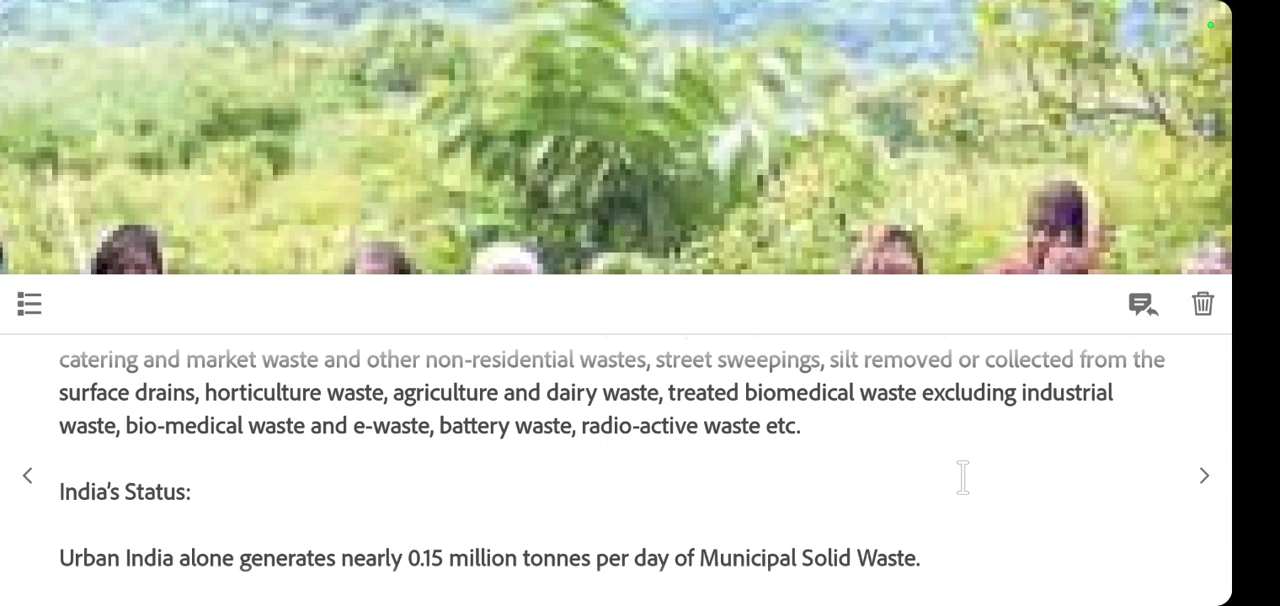 catering and market waste and other non-residential wastes, street sweepings, silt removed or collected from the
surface drains, horticulture waste, agriculture and dairy waste, treated biomedical waste excluding industrial
waste, bio-medical waste and e-waste, battery waste, radio-active waste etc.
India's Status:
Urban India alone generates nearly 0.15 million tonnes per day of Municipal Solid Waste.